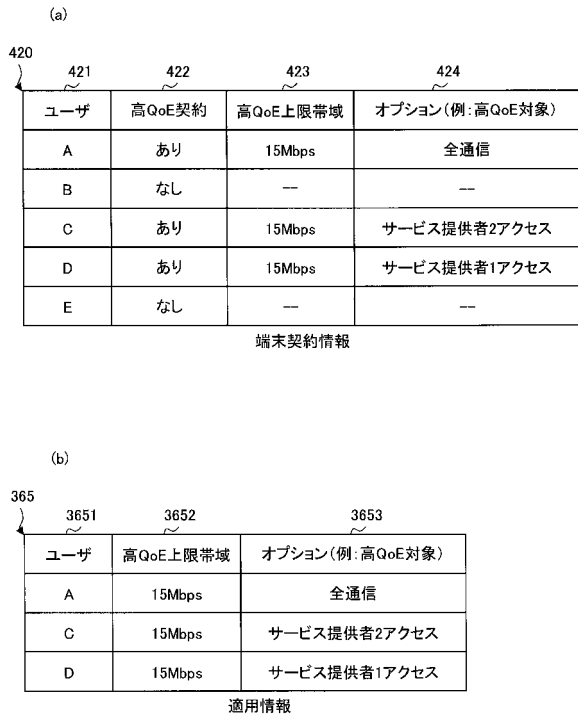 (a)
420
421 422 423 424
ユーザ 高QoE契約 高QoE上限帯域 オプション(例:高QoE対象)
A あり 15Mbps 全通信
B なし -- --
C あり 15Mbps サービス提供者2アクセス
D あり 15Mbps サービス提供者1アクセス
E なし -- --
端末契約情報
(b)
365
3651 3652 3653
ユーザ 高QoE上限帯域 オプション(例:高QoE対象)
A 15Mbps 全通信
C 15Mbps サービス提供者2アクセス
D 15Mbps サービス提供者1アクセス
適用情報